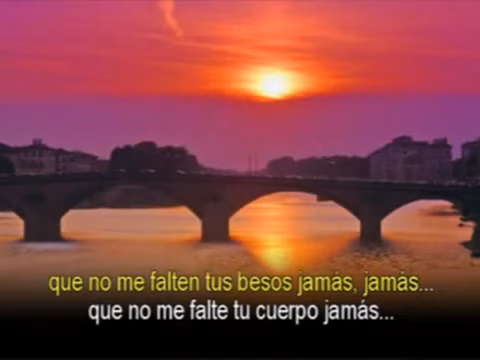 que no me falten tus besos jamás, jamás...
que no me falte tu cuerpo jamás...